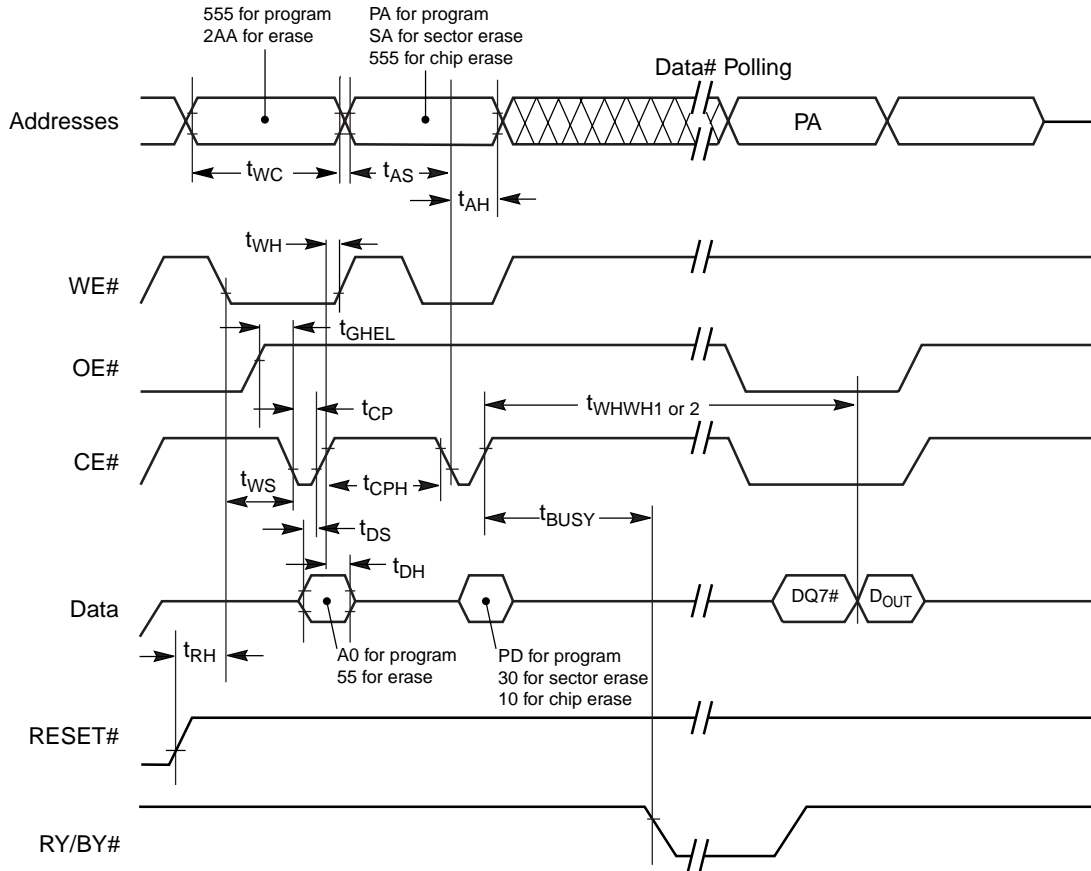 555 for program
2AA for erase
PA for program
SA for sector erase
555 for chip erase
Data# Polling
Addresses
PA
tWC
tAS
tAH
tWH
WE#
tGHEL
OE#
tWHWH1 or 2
tCP
CE#
tWS
tCPH
tBUSY
tDS
tDH
Data
DQ7#
DOUT
tRH
A0 for program
55 for erase
PD for program
30 for sector erase
10 for chip erase
RESET#
RY/BY#